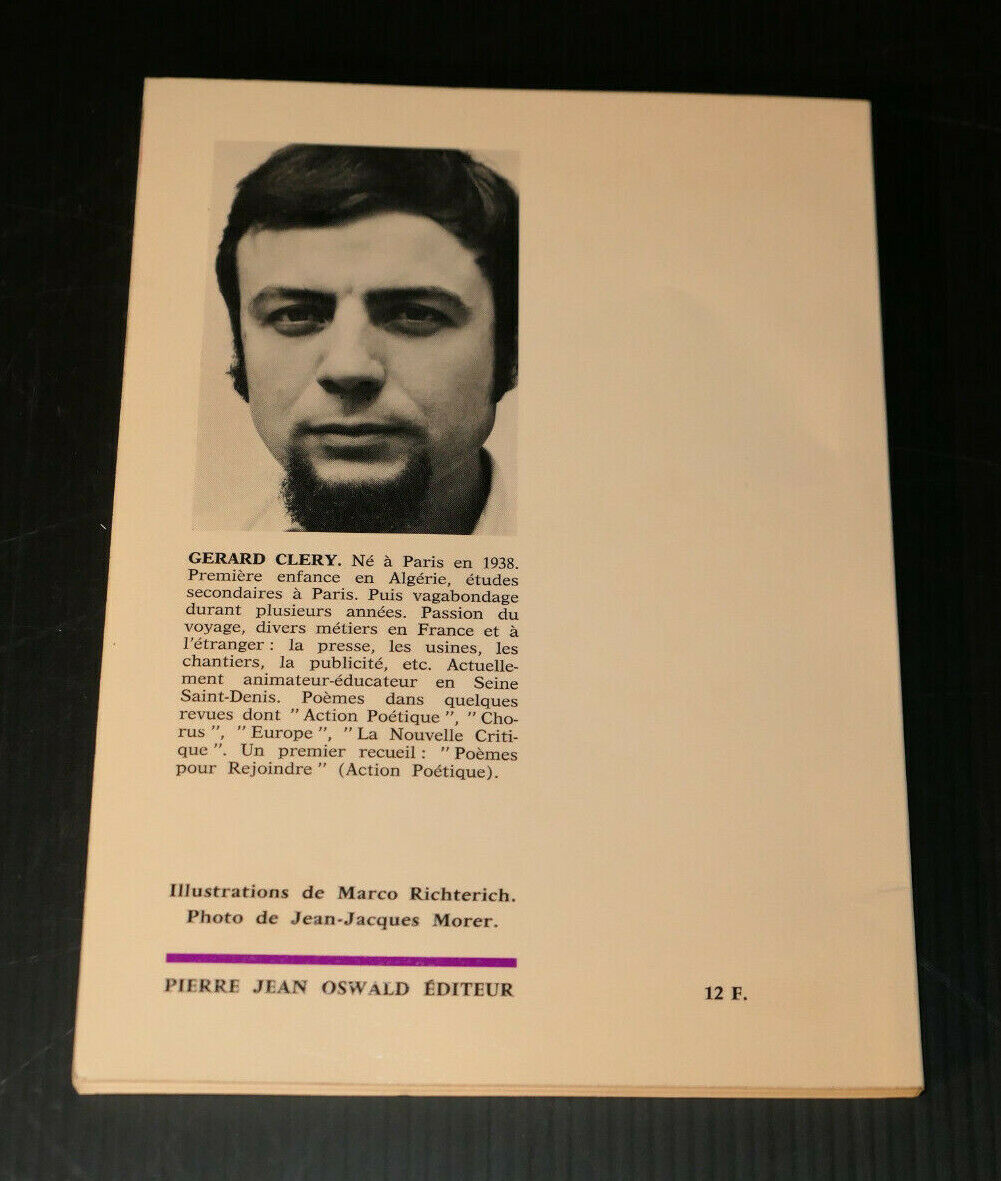 GERARD CLERY. Né à Paris en 1938.
Première enfance en Algérie, études
secondaires à Paris. Puis vagabondage
durant plusieurs années. Passion du
voyage, divers métiers en France et à
l'étranger : la presse, les usines, les
chantiers, la publicité, etc. Actuelle-
ment animateur-éducateur en Seine
Saint-Denis. Poèmes dans quelques
revues dont " Action Poétique ", " Cho-
rus ", " Europe ", " La Nouvelle Criti-
que ". Un premier recueil : " Poèmes
pour Rejoindre " (Action Poétique).
Illustrations de Marco Richterich.
Photo de Jean-Jacques Morer.
PIERRE JEAN OSWALD ÉDITEUR
12 F.